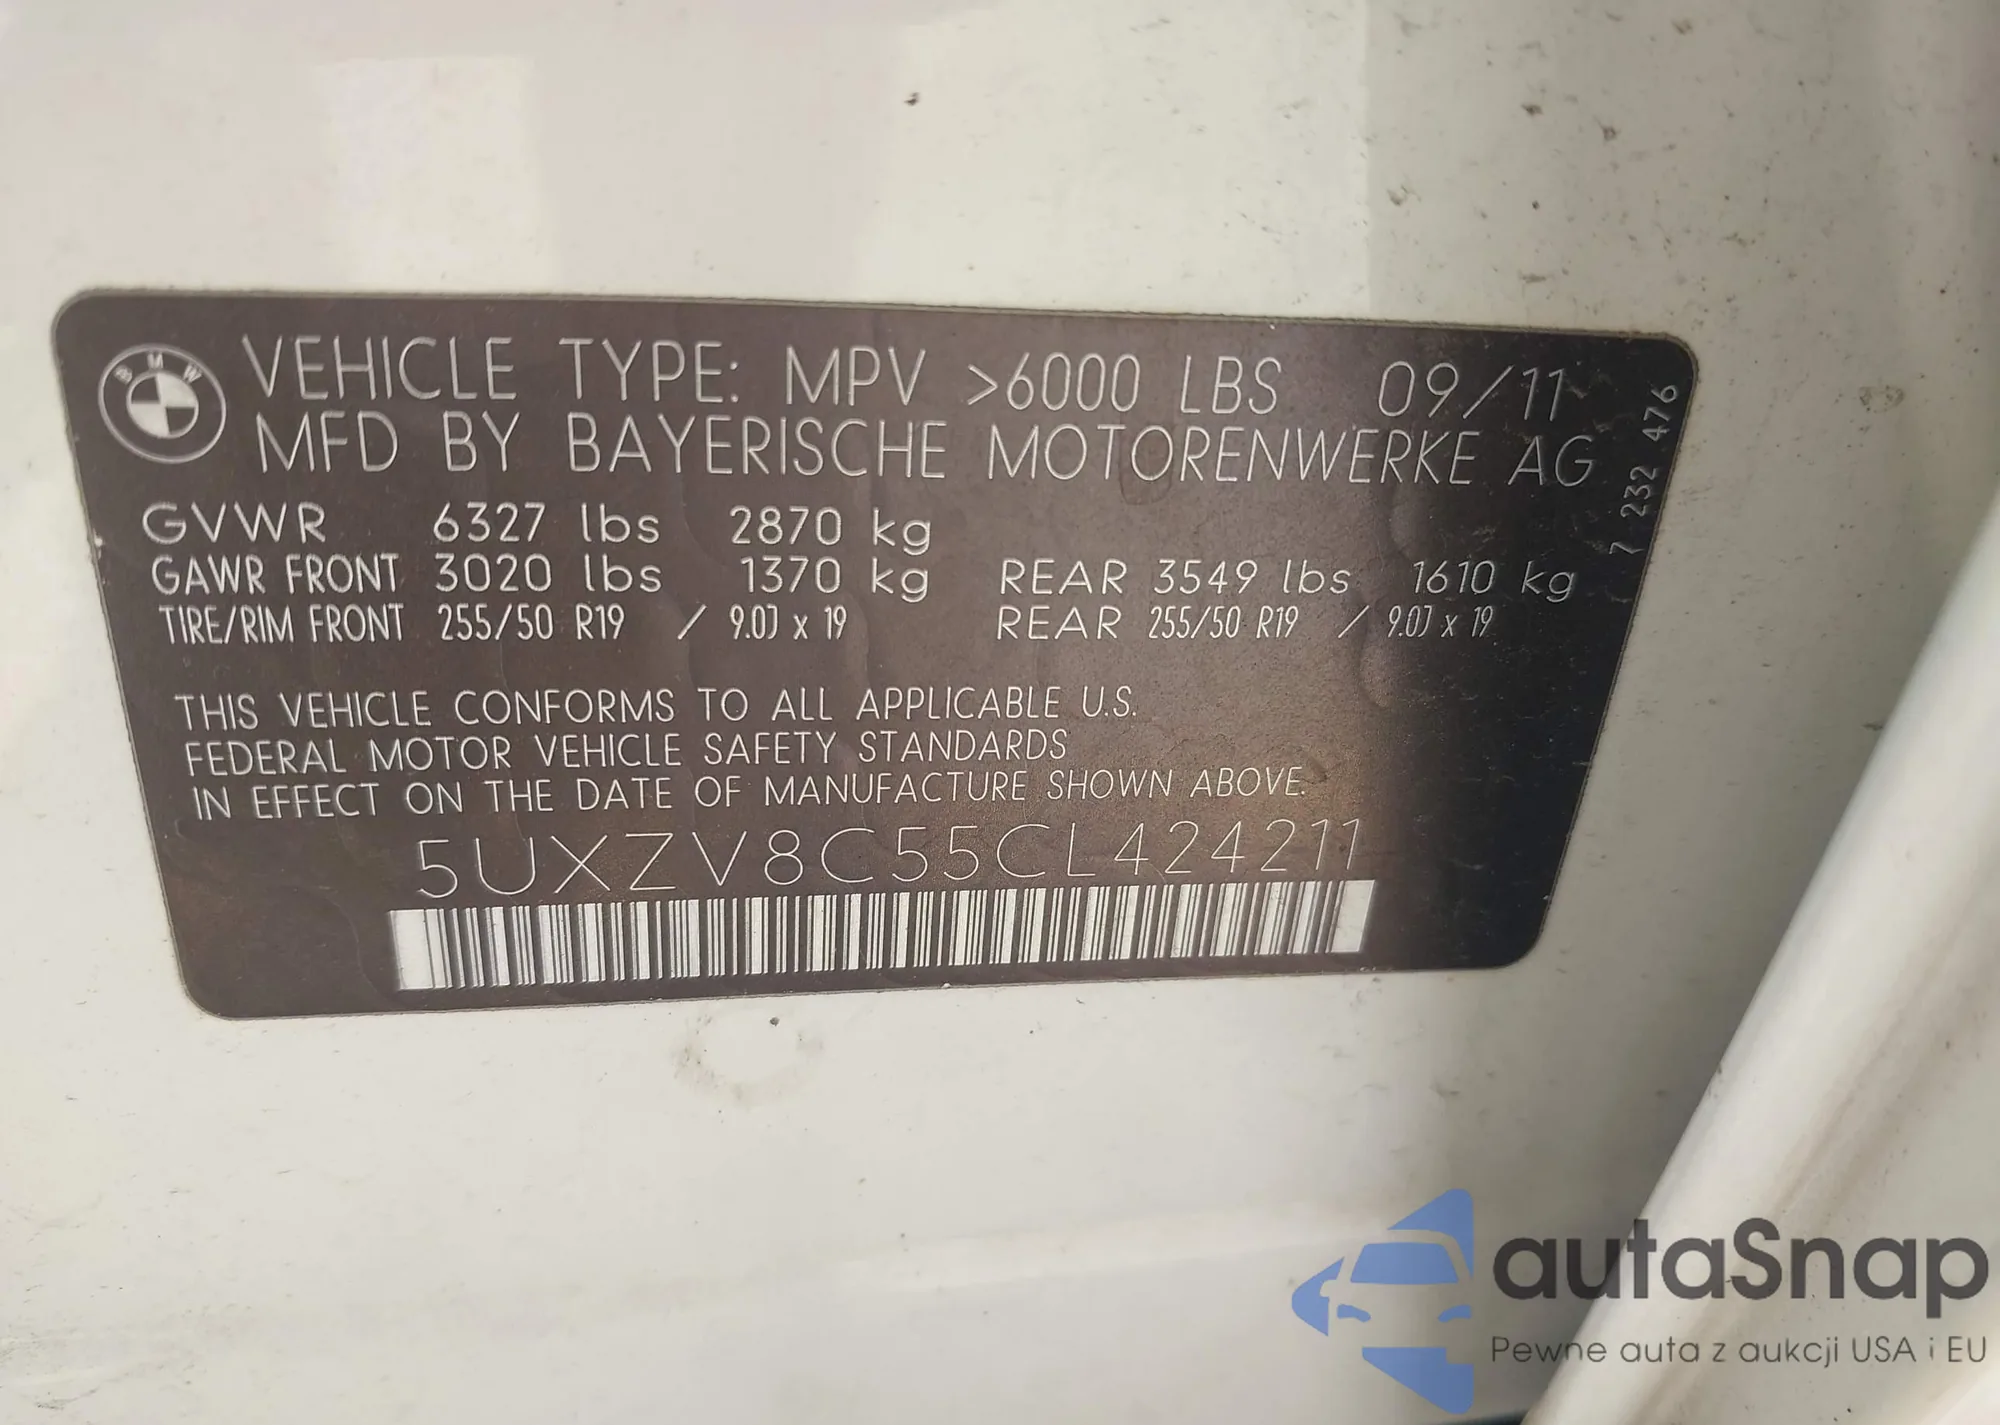 BMW
VEHICLE TYPE: MPV >6000 LBS 09/11
MFD BY BAYERISCHE MOTORENWERKE AG
GVWR 6327 lbs 2870 kg
GAWR FRONT 3020 lbs 1370 kg REAR 3549 lbs 1610 kg
TIRE/RIM FRONT 255/50 R19 / 9.0J x 19 REAR 255/50 R19 / 9.0J x 19
7 232 476
THIS VEHICLE CONFORMS TO ALL APPLICABLE U.S.
FEDERAL MOTOR VEHICLE SAFETY STANDARDS
IN EFFECT ON THE DATE OF MANUFACTURE SHOWN ABOVE.
5UXZV8C55CL424211
autaSnap
Pewne auta z aukcji USA i EU